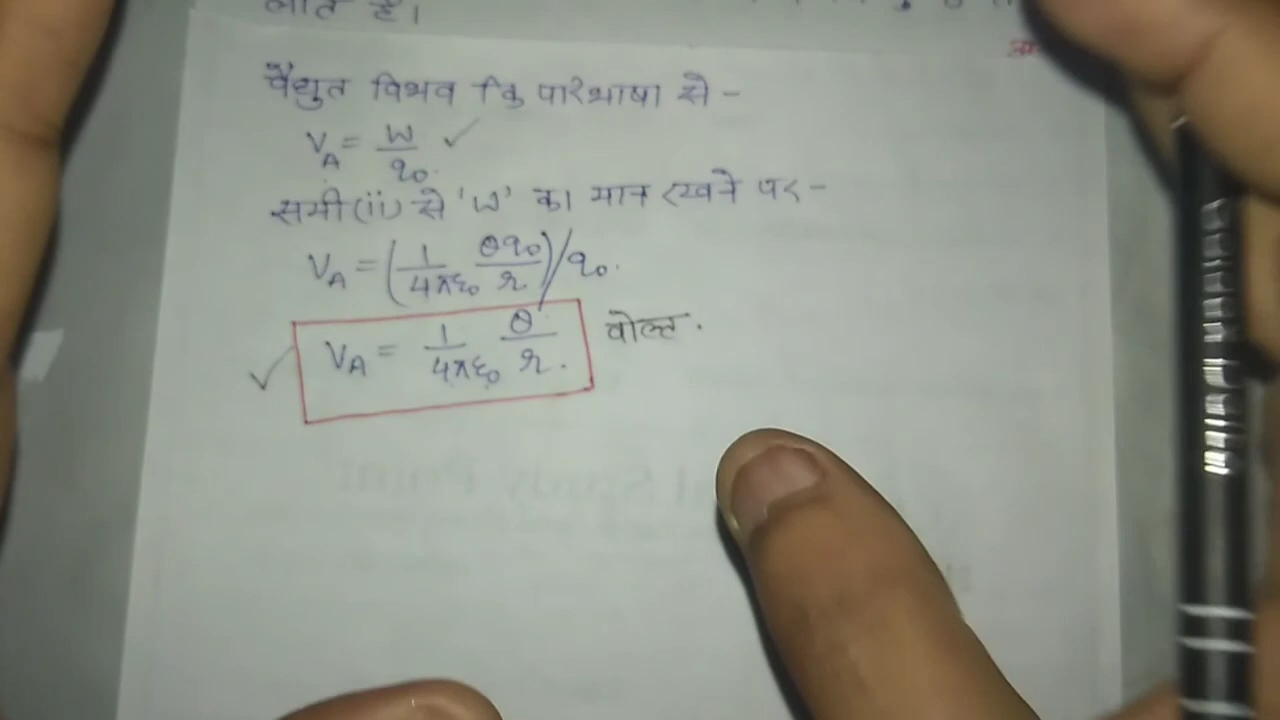 लाते है।
वैद्युत विभव कि परिभाषा से -
V_A = W/q₀
समी(ii) से 'W' का मान रखने पर -
V_A = (1/4πε₀ Qq₀/r)/q₀.
V_A = 1/4πε₀ Q/r. वोल्ट.